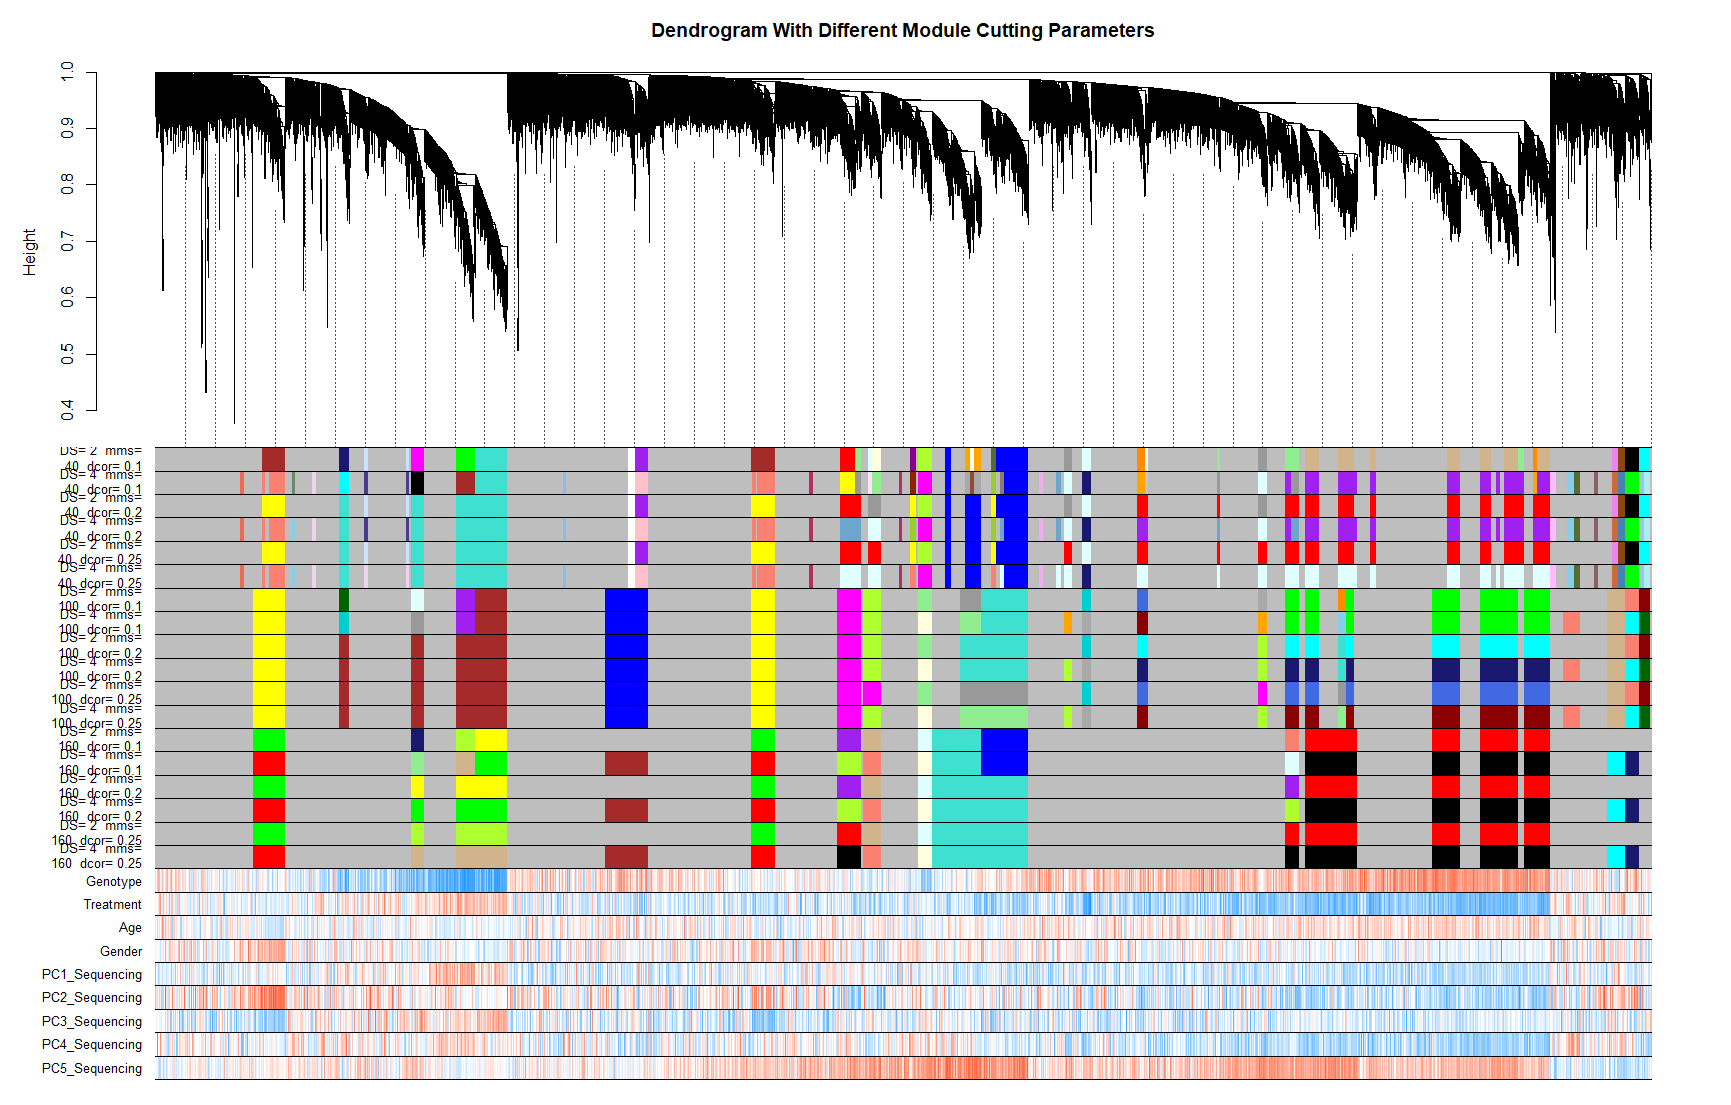 Dendrogram With Different Module Cutting Parameters
Height
1.0
0.9
0.8
0.7
0.6
0.5
0.4
DS= 2 mms=
40 dcor= 0.1
DS= 4 mms=
40 dcor= 0.1
DS= 2 mms=
40 dcor= 0.2
DS= 4 mms=
40 dcor= 0.2
DS= 2 mms=
40 dcor= 0.25
DS= 4 mms=
40 dcor= 0.25
DS= 2 mms=
100 dcor= 0.1
DS= 4 mms=
100 dcor= 0.1
DS= 2 mms=
100 dcor= 0.2
DS= 4 mms=
100 dcor= 0.2
DS= 2 mms=
100 dcor= 0.25
DS= 4 mms=
100 dcor= 0.25
DS= 2 mms=
160 dcor= 0.1
DS= 4 mms=
160 dcor= 0.1
DS= 2 mms=
160 dcor= 0.2
DS= 4 mms=
160 dcor= 0.2
DS= 2 mms=
160 dcor= 0.25
DS= 4 mms=
160 dcor= 0.25
Genotype
Treatment
Age
Gender
PC1_Sequencing
PC2_Sequencing
PC3_Sequencing
PC4_Sequencing
PC5_Sequencing